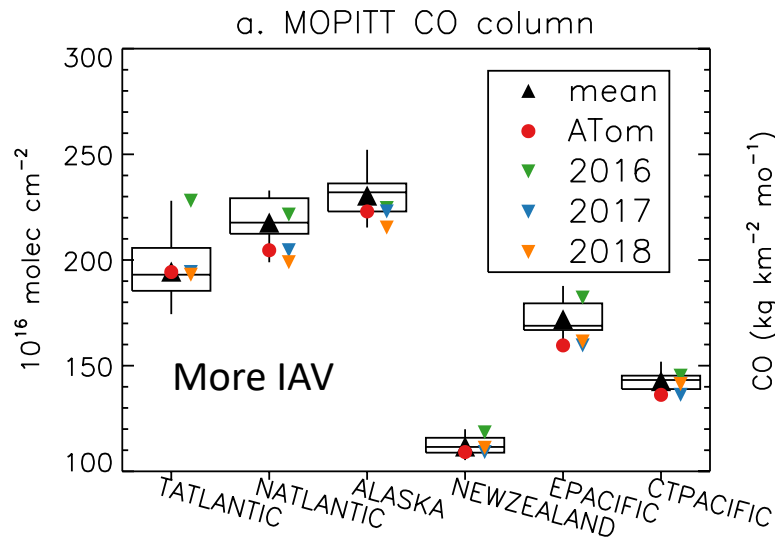 a. MOPITT CO column
300
250
200
150
100
10¹⁶ molec cm⁻²
mean
ATom
2016
2017
2018
More IAV
CO (kg km⁻² mo⁻¹)
TATLANTIC
NATLANTIC
ALASKA
NEWZEALAND
EPACIFIC
CTPACIFIC